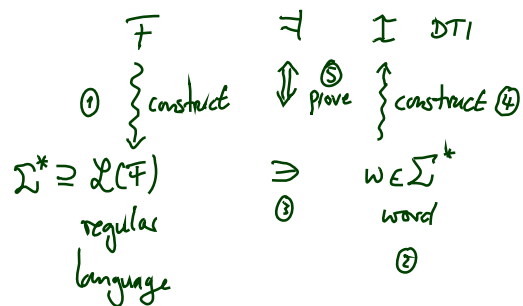 F ⫤ I DTI
① construct ⑤ prove construct ④
Σ* ⊇ L(F) ∋ w ∈ Σ*
regular ③ word
language ②